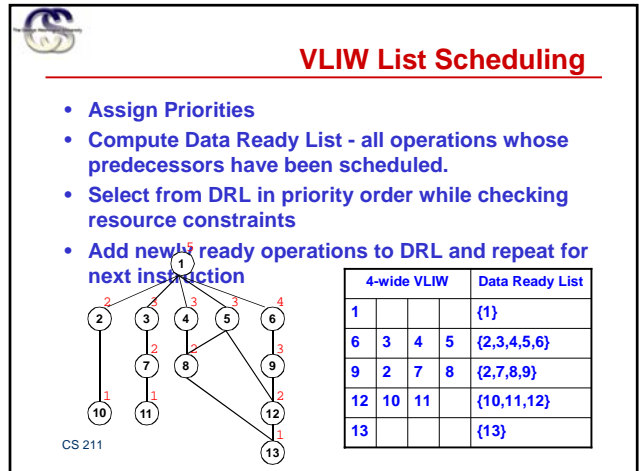 VLIW List Scheduling
• Assign Priorities
• Compute Data Ready List - all operations whose
predecessors have been scheduled.
• Select from DRL in priority order while checking
resource constraints
• Add newly ready operations to DRL and repeat for
next instruction
5
1
2 3 3 3 4
2 3 4 5 6
2 2 3
7 8 9
1 1 2
10 11 12
1
13
4-wide VLIW Data Ready List
1 {1}
6 3 4 5 {2,3,4,5,6}
9 2 7 8 {2,7,8,9}
12 10 11 {10,11,12}
13 {13}
CS 211